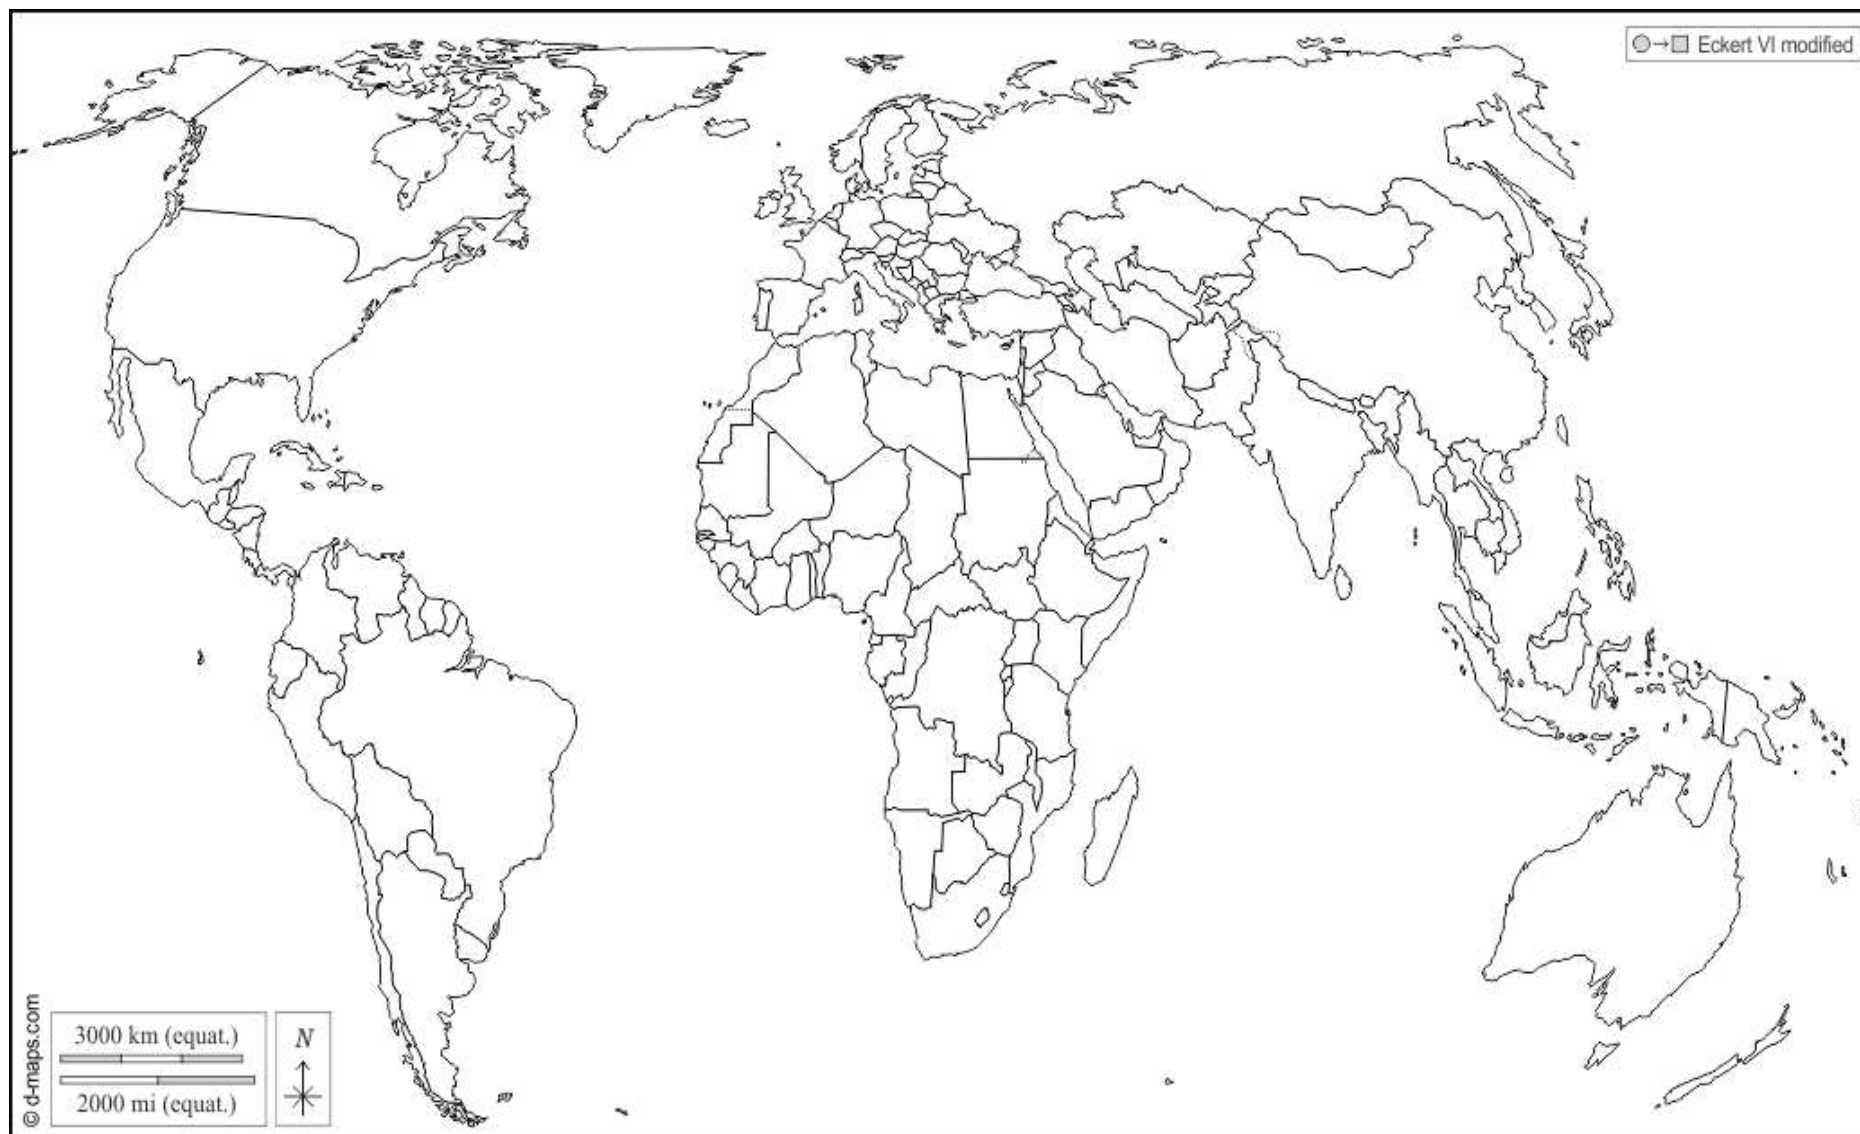 ○→□ Eckert VI modified
3000 km (equat.)
2000 mi (equat.)
N
© d-maps.com